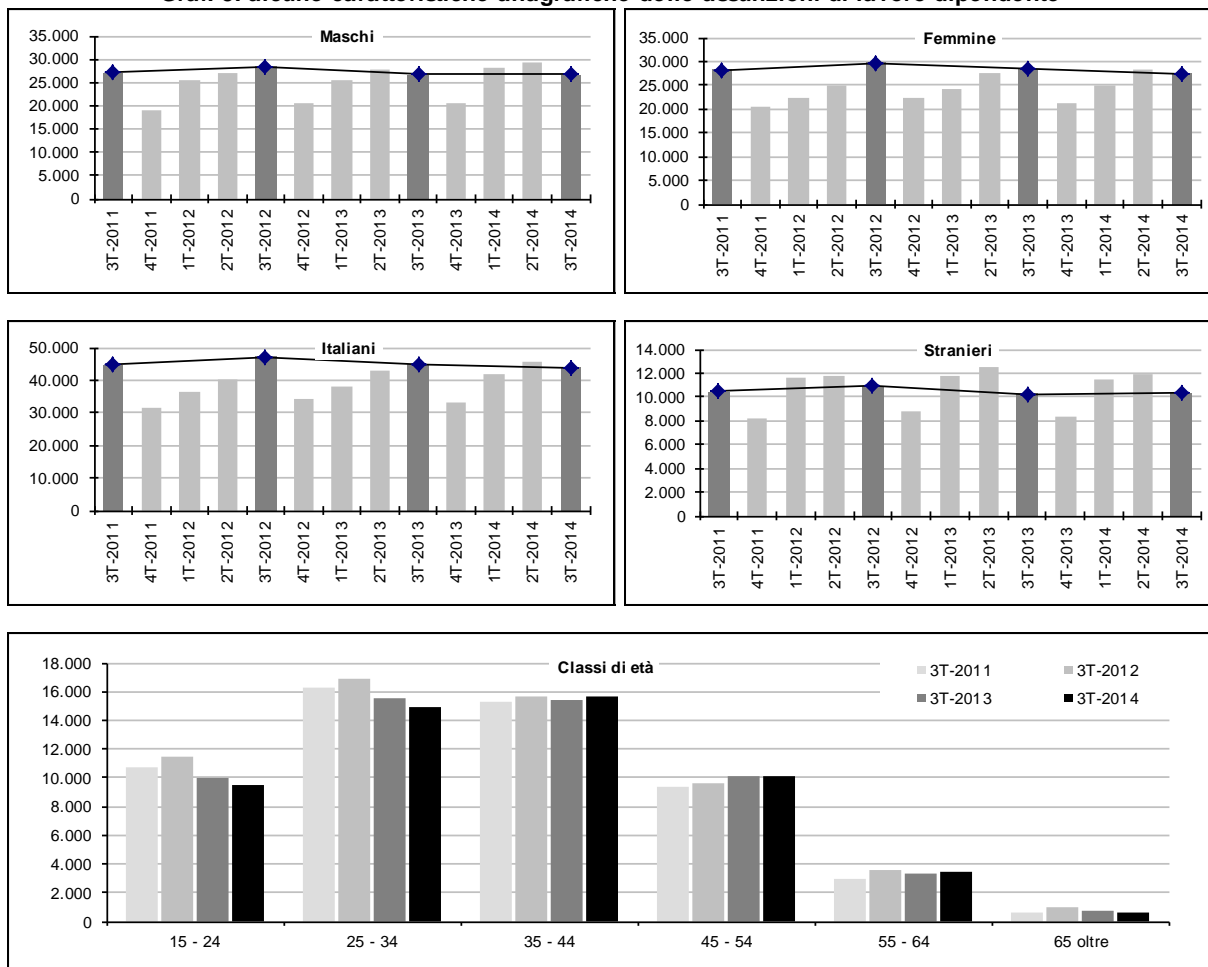 Maschi
35.000
30.000
25.000
20.000
15.000
10.000
5.000
0
3T-2011
4T-2011
1T-2012
2T-2012
3T-2012
4T-2012
1T-2013
2T-2013
3T-2013
4T-2013
1T-2014
2T-2014
3T-2014
Femmine
35.000
30.000
25.000
20.000
15.000
10.000
5.000
0
3T-2011
4T-2011
1T-2012
2T-2012
3T-2012
4T-2012
1T-2013
2T-2013
3T-2013
4T-2013
1T-2014
2T-2014
3T-2014
Italiani
50.000
40.000
30.000
20.000
10.000
0
3T-2011
4T-2011
1T-2012
2T-2012
3T-2012
4T-2012
1T-2013
2T-2013
3T-2013
4T-2013
1T-2014
2T-2014
3T-2014
Stranieri
14.000
12.000
10.000
8.000
6.000
4.000
2.000
0
3T-2011
4T-2011
1T-2012
2T-2012
3T-2012
4T-2012
1T-2013
2T-2013
3T-2013
4T-2013
1T-2014
2T-2014
3T-2014
Classi di età
3T-2011 3T-2012
3T-2013 3T-2014
18.000
16.000
14.000
12.000
10.000
8.000
6.000
4.000
2.000
0
15 - 24 25 - 34 35 - 44 45 - 54 55 - 64 65 oltre